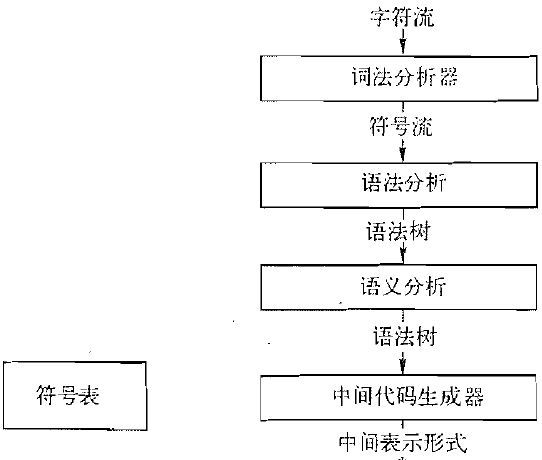 字符流
词法分析器
符号流
语法分析
语法树
语义分析
语法树
符号表
中间代码生成器
中间表示形式